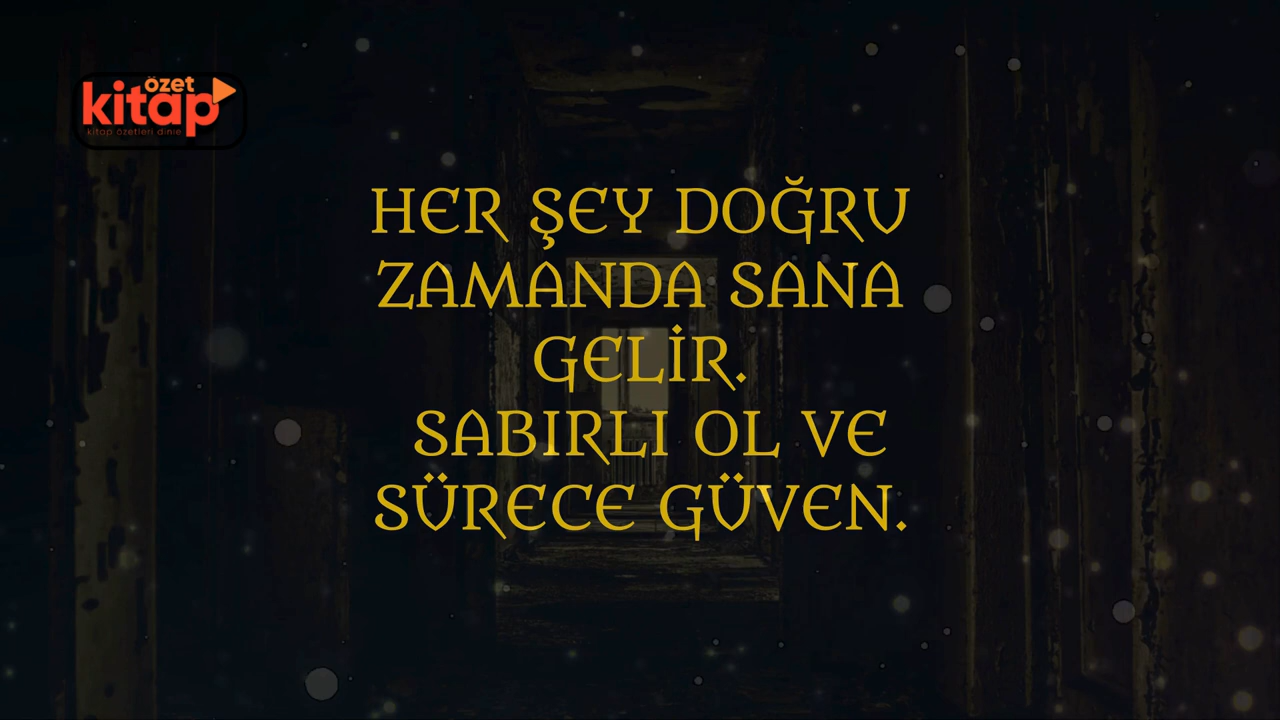 özet
kitap
kitap özetleri dinle
HER ŞEY DOĞRU
ZAMANDA SANA
GELİR.
SABIRLI OL VE
SÜRECE GÜVEN.